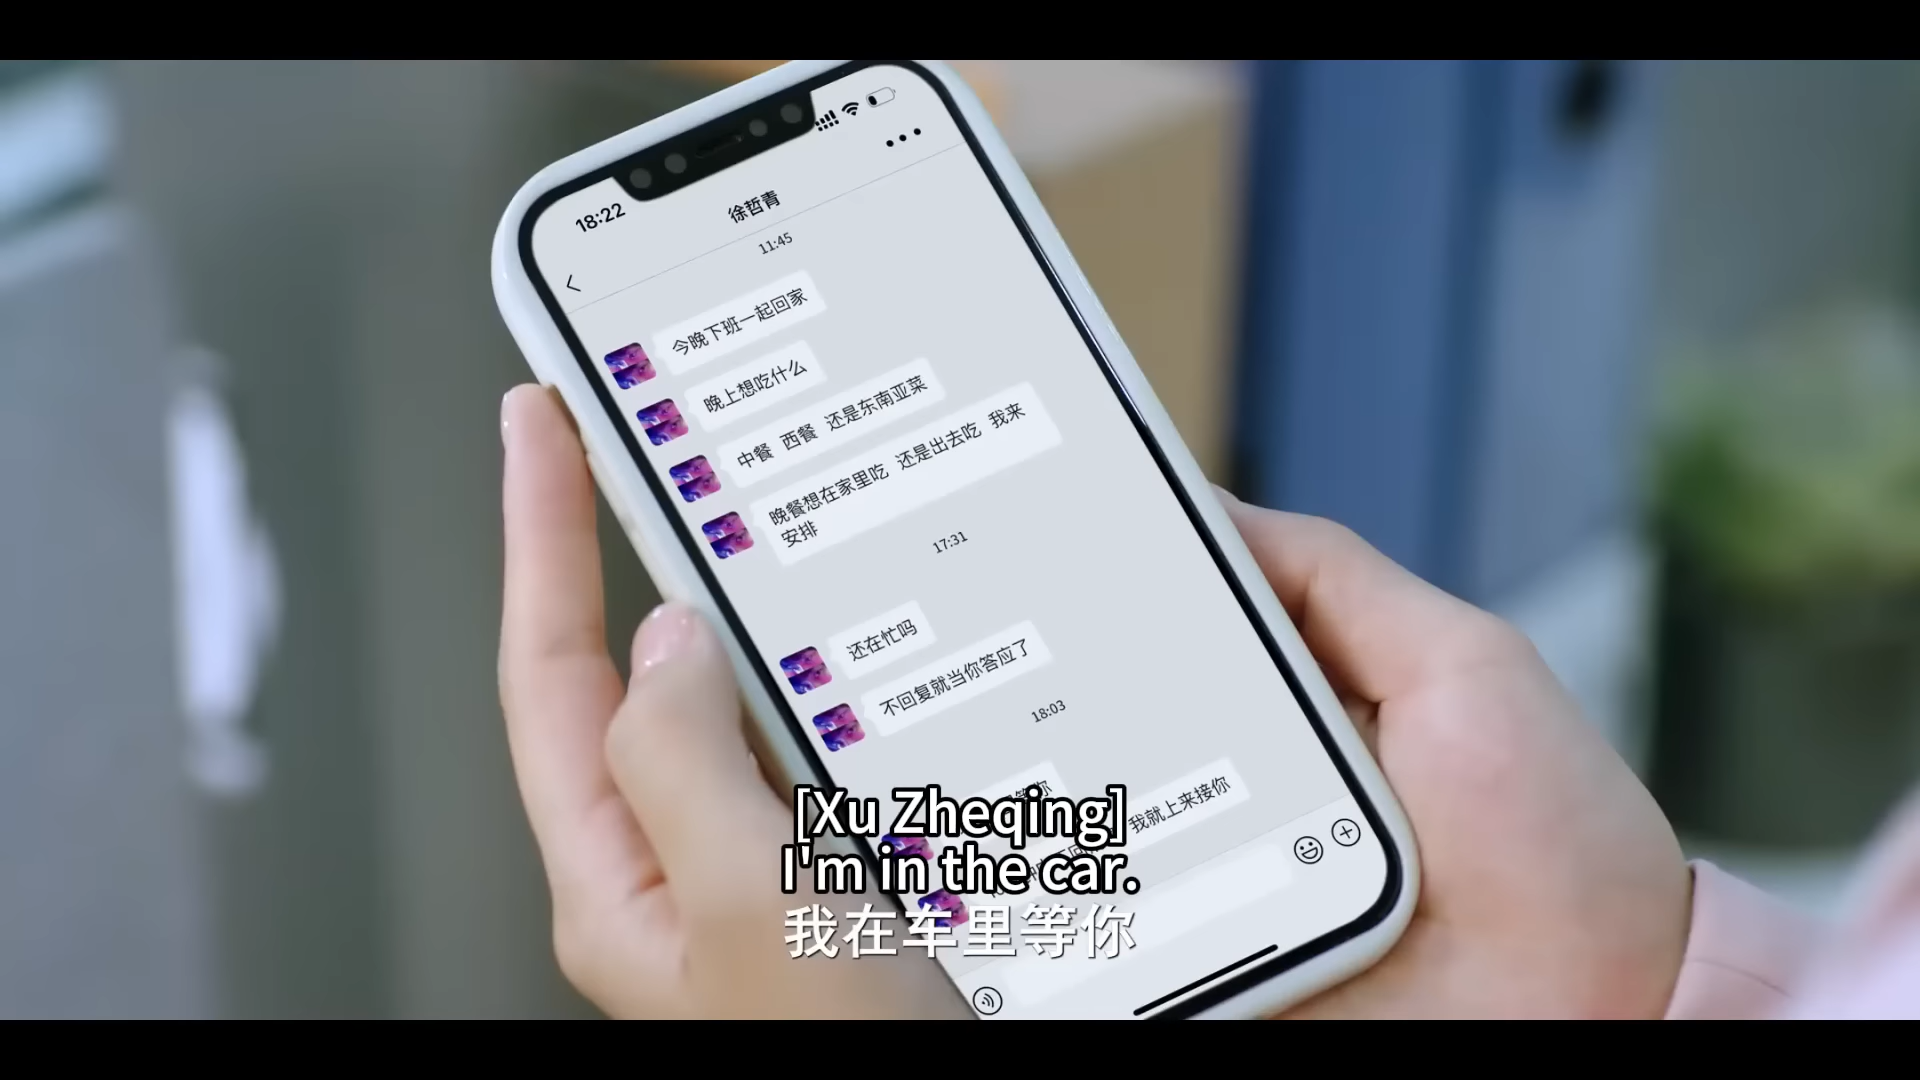 18:22
徐哲青
11:45
今晚下班一起回家
晚上想吃什么
中餐 西餐 还是东南亚菜
晚餐想在家里吃 还是出去吃 我来
安排
17:31
还在忙吗
不回复就当你答应了
18:03
等你
我就上来接你
[Xu Zheqing]
I'm in the car.
我在车里等你